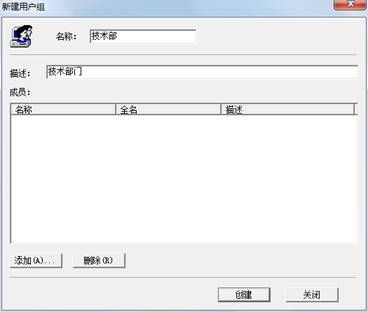 新建用户组
名称: 技术部
描述: 技术部门
成员:
名称 全名 描述
添加(A)... 删除(R)
创建 关闭